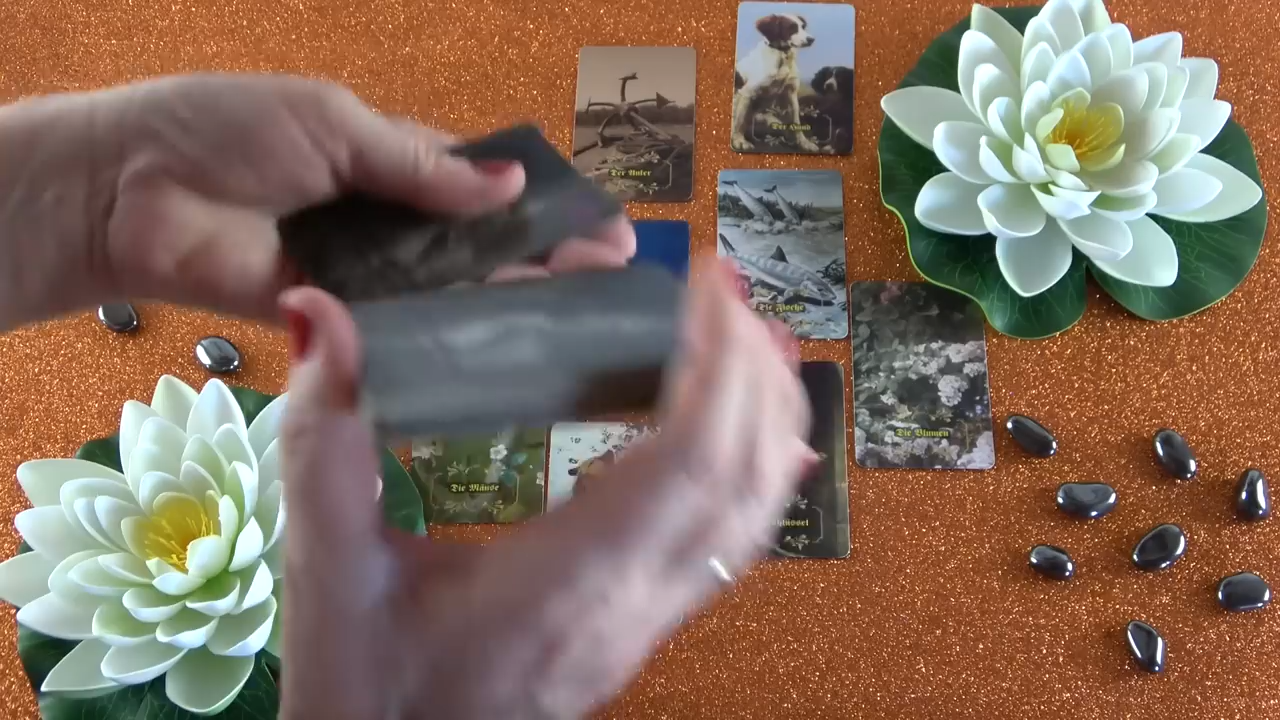 Der Hund
Der Anker
Die Fische
Die Blumen
Die Mäuse